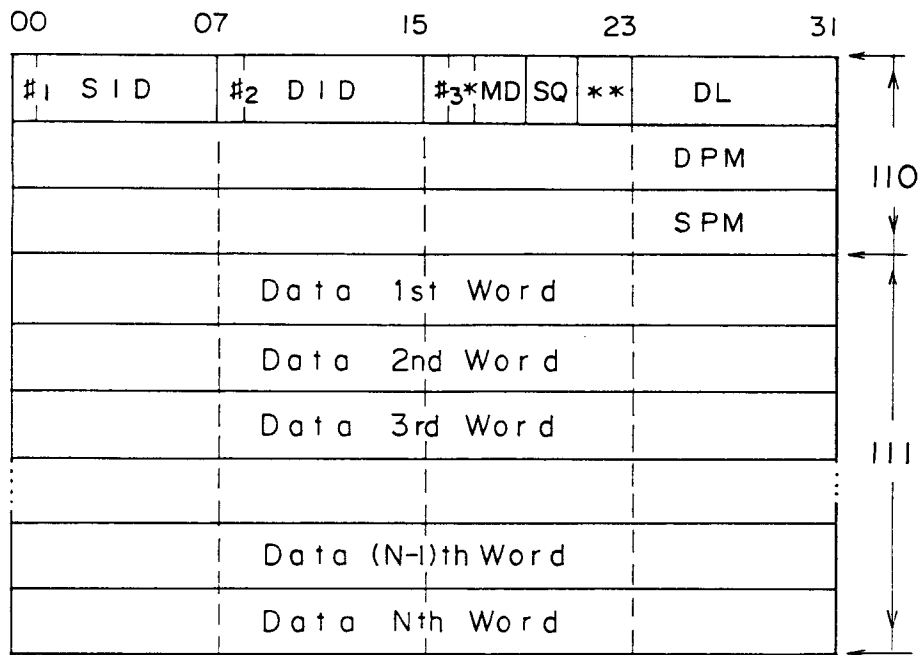 00 07 15 23 31
#1 SID #2 DID #3 * MD SQ ** DL
DPM
110
SPM
Data 1st Word
Data 2nd Word
Data 3rd Word
111
Data (N-1)th Word
Data Nth Word